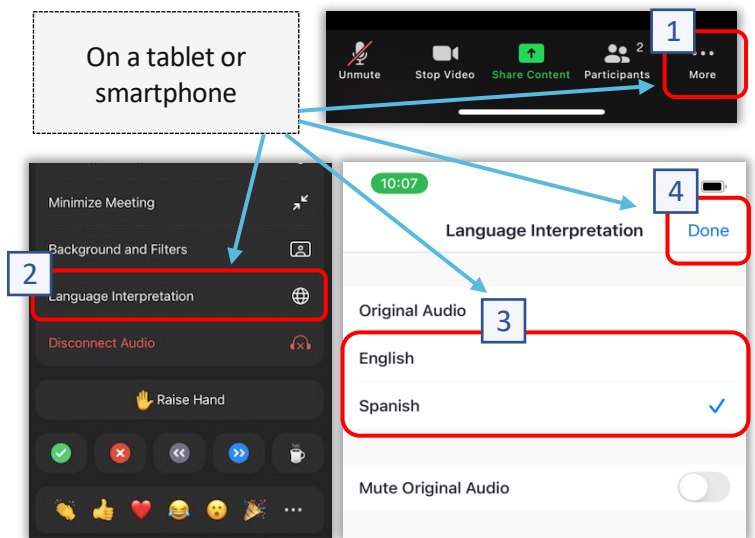 On a tablet or
smartphone
1
2
Unmute
Stop Video
Share Content
Participants
More
Minimize Meeting
Background and Filters
2
Language Interpretation
Disconnect Audio
Raise Hand
10:07
4
Language Interpretation
Done
Original Audio
3
English
Spanish
Mute Original Audio